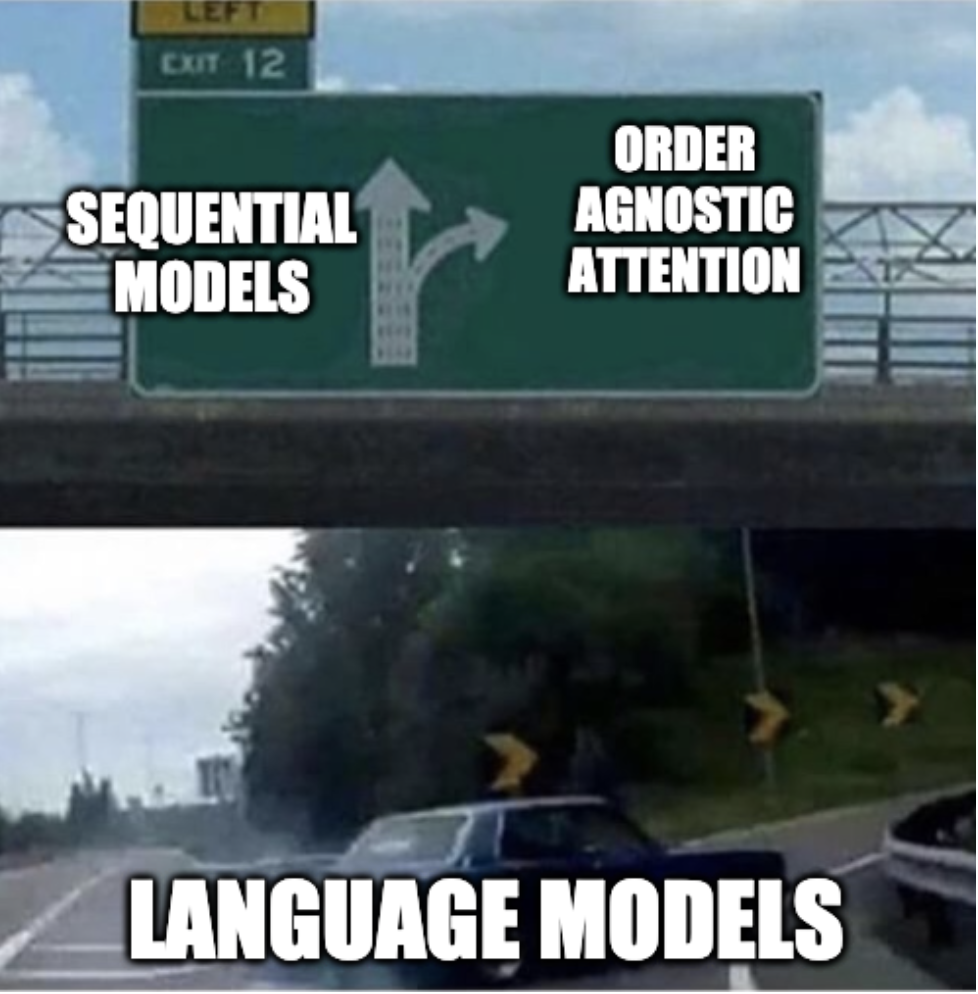 LEFT
EXIT 12
SEQUENTIAL
MODELS
ORDER
AGNOSTIC
ATTENTION
LANGUAGE MODELS